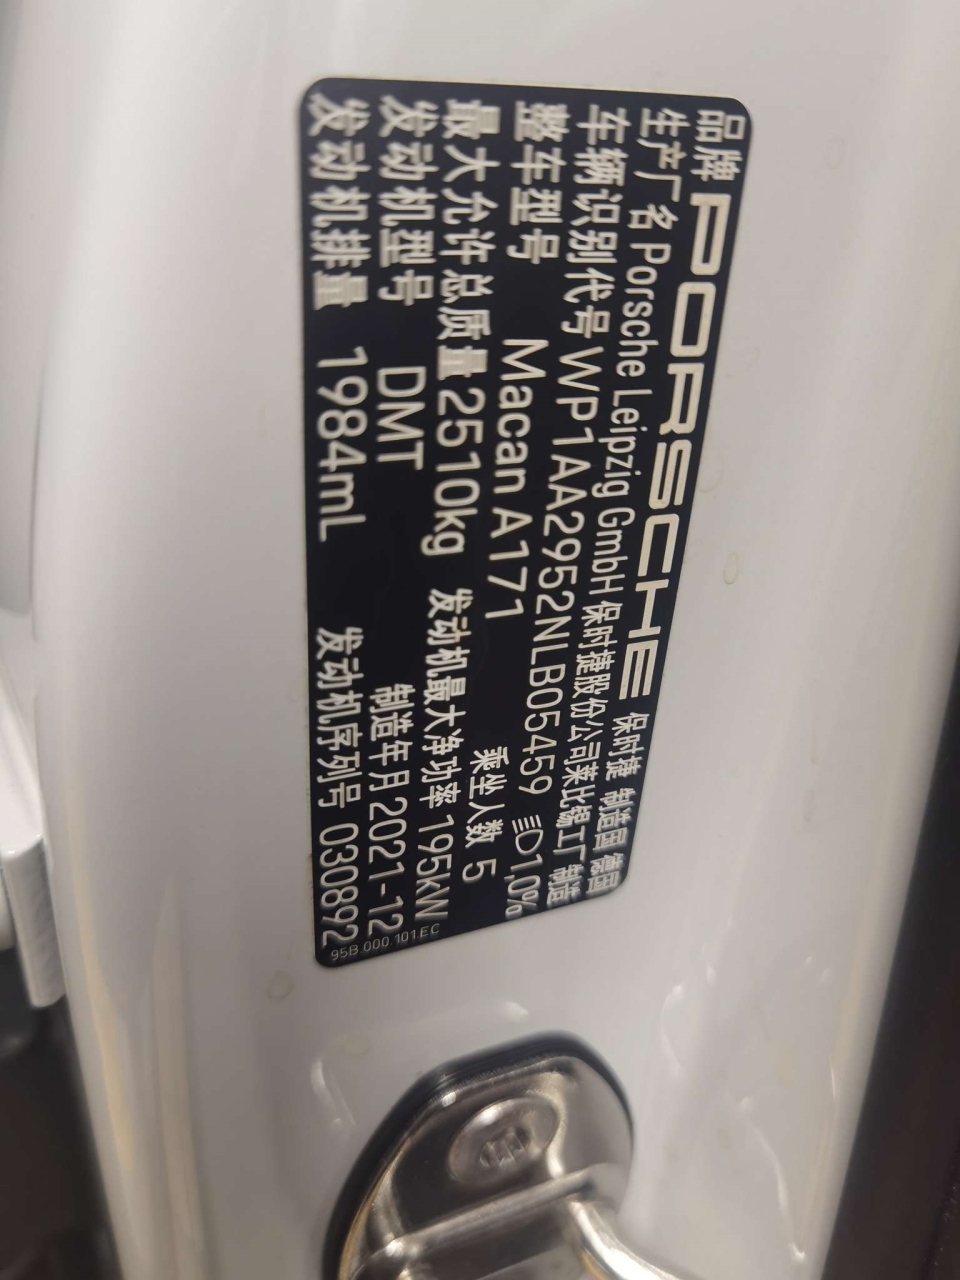 品牌 PORSCHE 保时捷 制造国 德国
生产厂名 Porsche Leipzig GmbH 保时捷股份公司莱比锡工厂 制造
车辆识别代号 WP1AA2952NLB05459 1,0%
整车型号 Macan A171 乘坐人数 5
最大允许总质量 2510kg 发动机最大净功率 195kW
发动机型号 DMT 制造年月 2021-12
发动机排量 1984mL 发动机序列号 030892
95B.000.101.EC